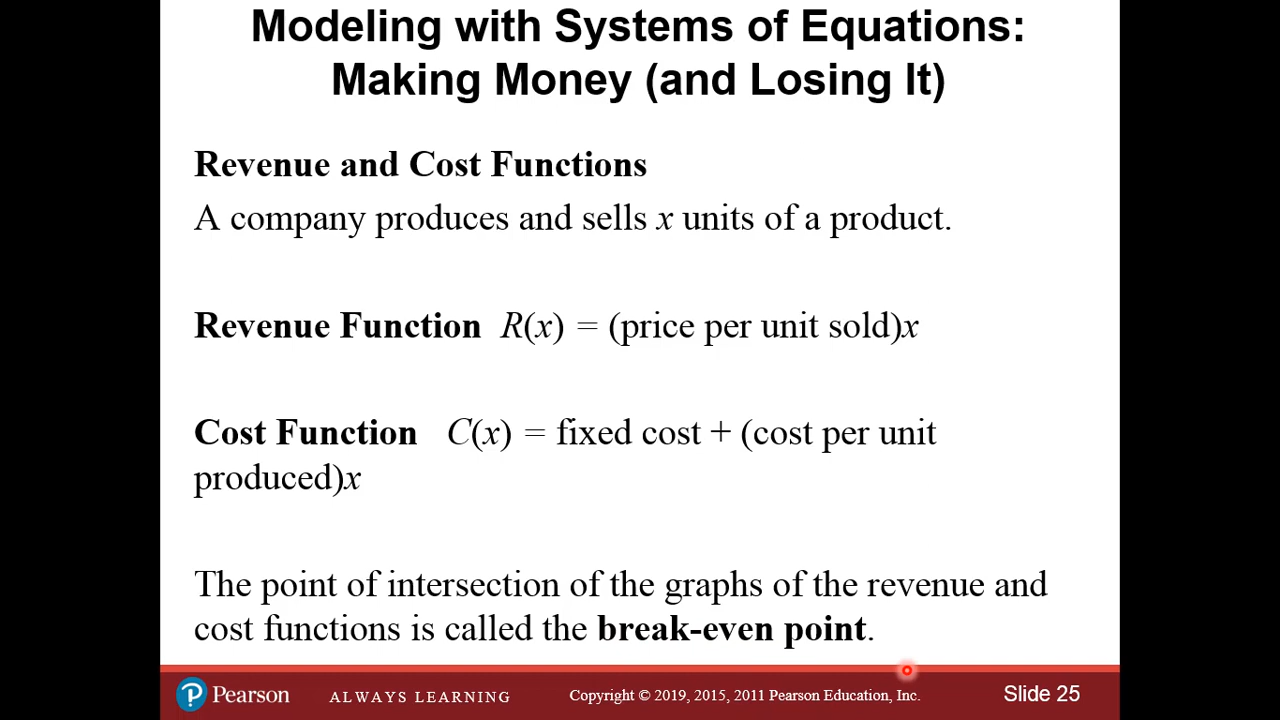 Modeling with Systems of Equations:
Making Money (and Losing It)
Revenue and Cost Functions
A company produces and sells x units of a product.
Revenue Function R(x) = (price per unit sold)x
Cost Function C(x) = fixed cost + (cost per unit
produced)x
The point of intersection of the graphs of the revenue and
cost functions is called the break-even point.
Pearson ALWAYS LEARNING Copyright © 2019, 2015, 2011 Pearson Education, Inc. Slide 25